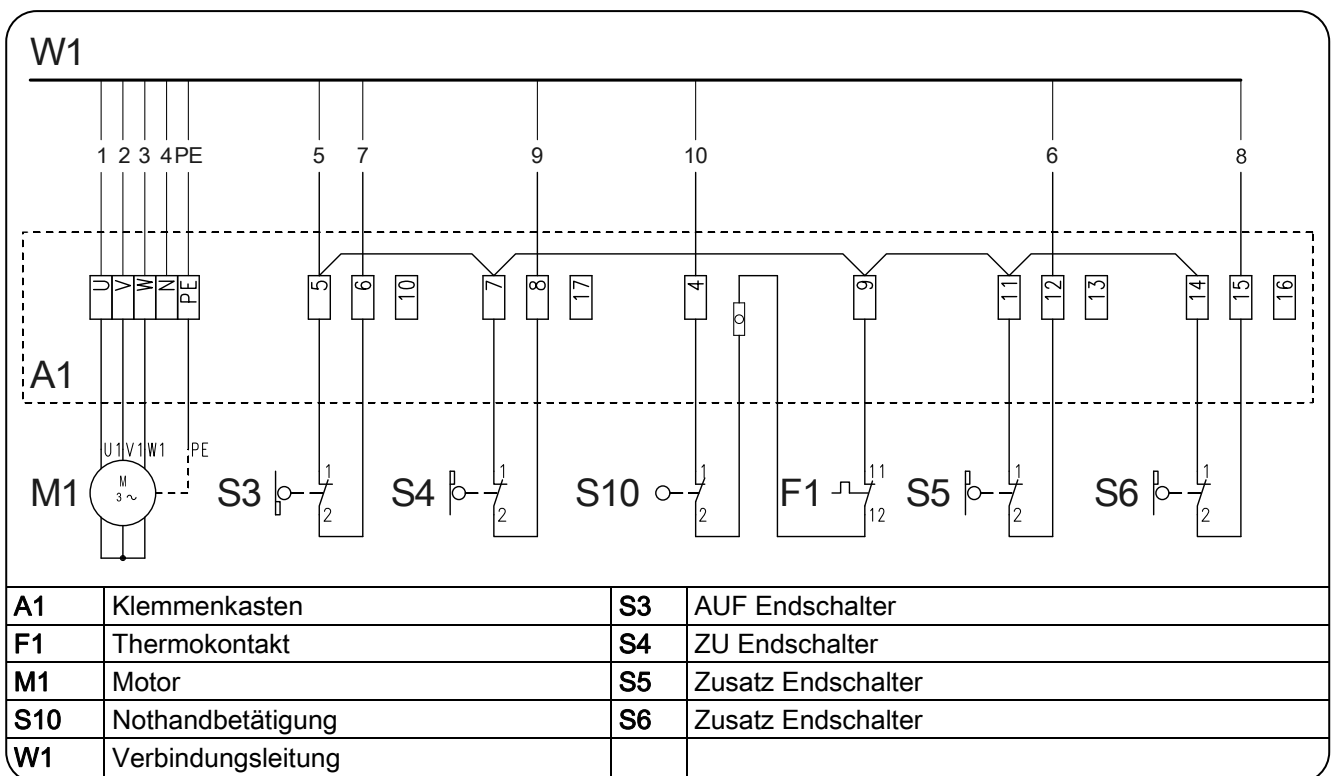 W1
1 2 3 4 PE 5 7 9 10 6 8
U V W N PE 5 6 10 7 8 17 4 9 11 12 13 14 15 16
A1
U1 V1 W1 PE
M1 M 3 ~ S3 1 2 S4 1 2 S10 1 2 F1 11 12 S5 1 2 S6 1 2
A1 Klemmenkasten S3 AUF Endschalter
F1 Thermokontakt S4 ZU Endschalter
M1 Motor S5 Zusatz Endschalter
S10 Nothandbetätigung S6 Zusatz Endschalter
W1 Verbindungsleitung